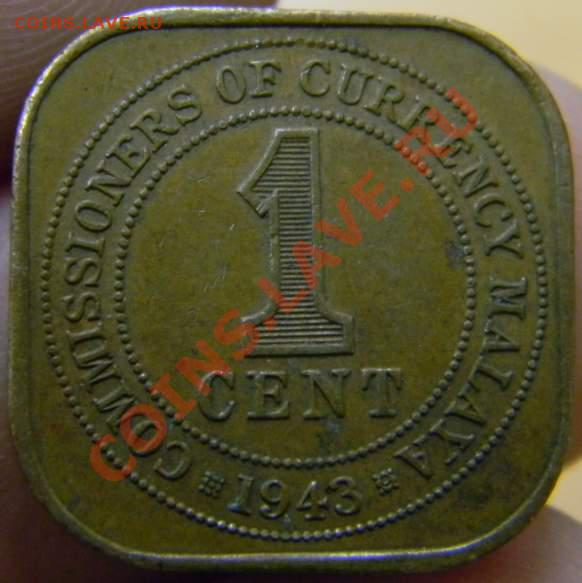 COINS.LAVE.RU
COMMISSIONERS OF CURRENCY MALAYA
1
CENT
1943
COINS.LAVE.RU